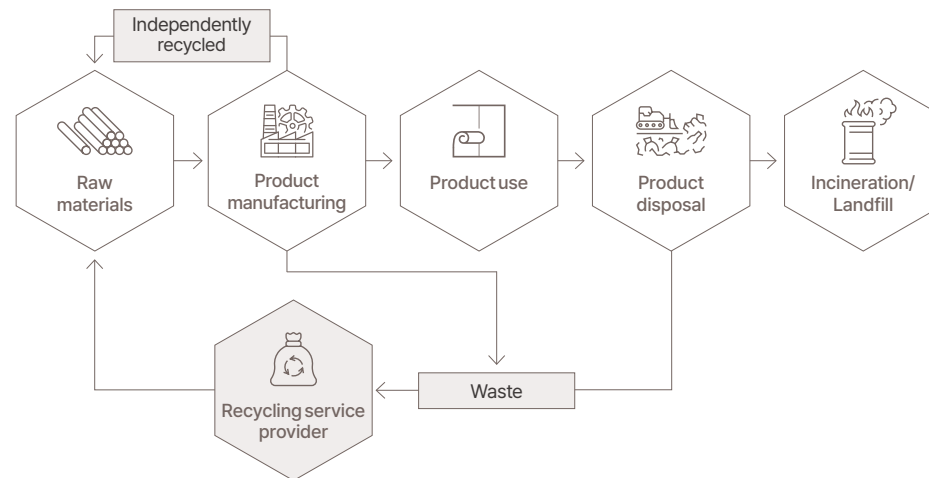 Independently
recycled
Raw
materials
Product
manufacturing
Product use
Product
disposal
Incineration/
Landfill
Recycling service
provider
Waste